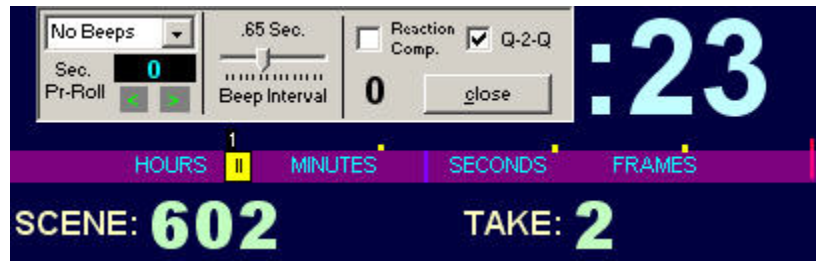 No Beeps
.65 Sec.
Reaction Comp.
Q-2-Q
:23
Sec. Pr-Roll
0
< >
Beep Interval
0
close
1
HOURS II MINUTES SECONDS FRAMES
SCENE: 602 TAKE: 2